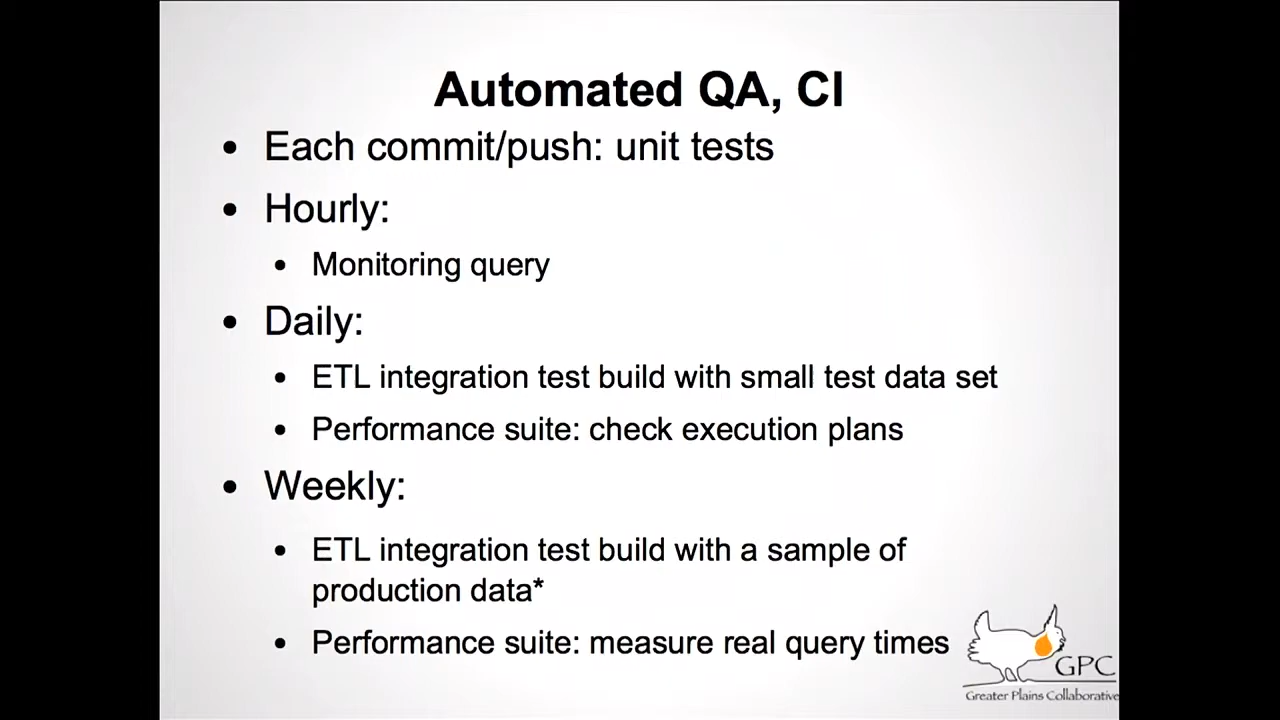 Automated QA, CI
• Each commit/push: unit tests
• Hourly:
• Monitoring query
• Daily:
• ETL integration test build with small test data set
• Performance suite: check execution plans
• Weekly:
• ETL integration test build with a sample of
production data*
• Performance suite: measure real query times
GPC
Greater Plains Collaborative